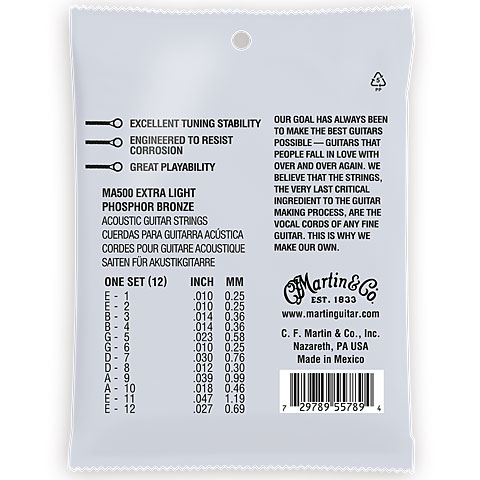 5
PP
EXCELLENT TUNING STABILITY
ENGINEERED TO RESIST
CORROSION
GREAT PLAYABILITY
MA500 EXTRA LIGHT
PHOSPHOR BRONZE
ACOUSTIC GUITAR STRINGS
CUERDAS PARA GUITARRA ACÚSTICA
CORDES POUR GUITARE ACOUSTIQUE
SAITEN FÜR AKUSTIKGITARRE
ONE SET (12) INCH MM
E - 1 .010 0.25
E - 2 .010 0.25
B - 3 .014 0.36
B - 4 .014 0.36
G - 5 .023 0.58
G - 6 .010 0.25
D - 7 .030 0.76
D - 8 .012 0.30
A - 9 .039 0.99
A - 10 .018 0.46
E - 11 .047 1.19
E - 12 .027 0.69
OUR GOAL HAS ALWAYS BEEN
TO MAKE THE BEST GUITARS
POSSIBLE — GUITARS THAT
PEOPLE FALL IN LOVE WITH
OVER AND OVER AGAIN. WE
BELIEVE THAT THE STRINGS,
THE VERY LAST CRITICAL
INGREDIENT TO THE GUITAR
MAKING PROCESS, ARE THE
VOCAL CORDS OF ANY FINE
GUITAR. THIS IS WHY WE
MAKE OUR OWN.
C.F. Martin & Co.
EST. 1833
www.martinguitar.com
C. F. Martin & Co., Inc.
Nazareth, PA USA
Made in Mexico
7 29789 55789 4